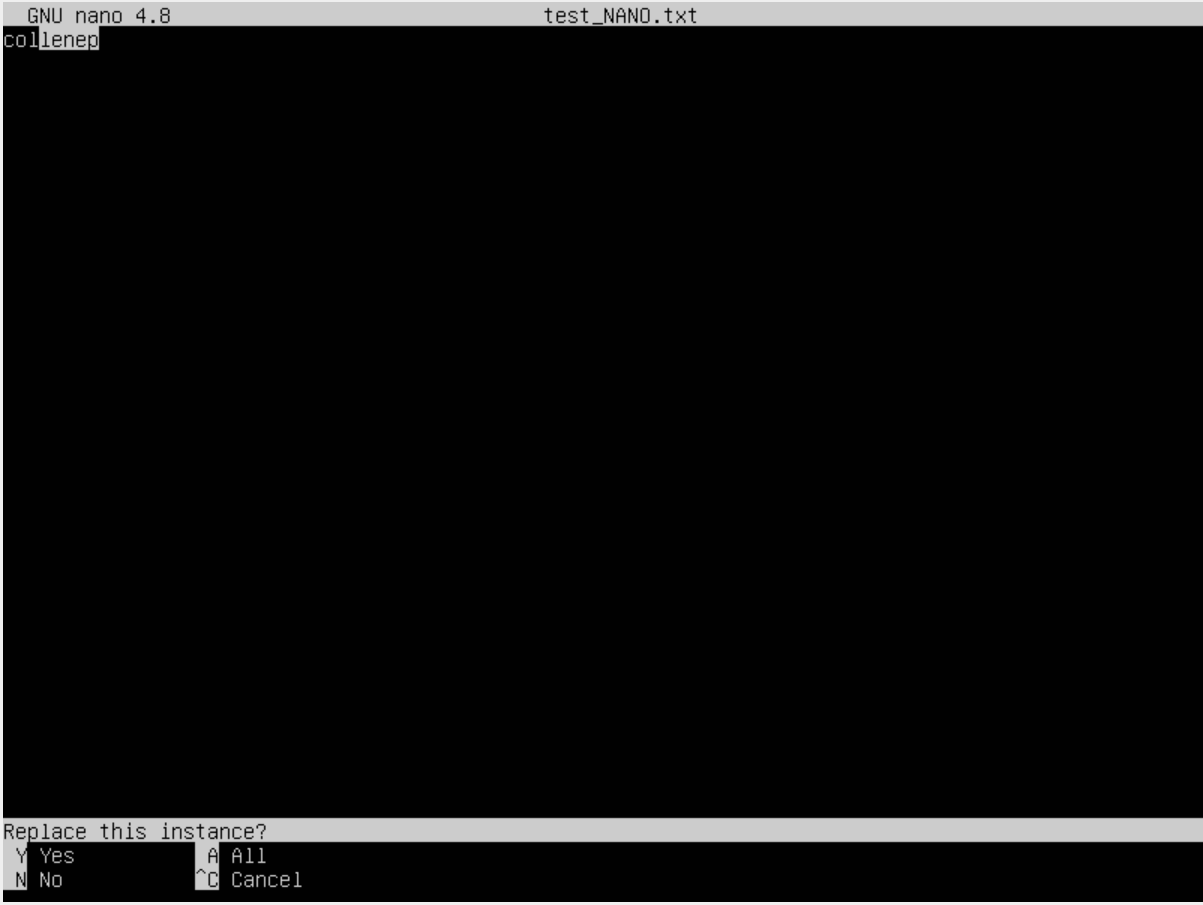 GNU nano 4.8 test_NANO.txt
collenep
Replace this instance?
Y Yes A All
N No ^C Cancel